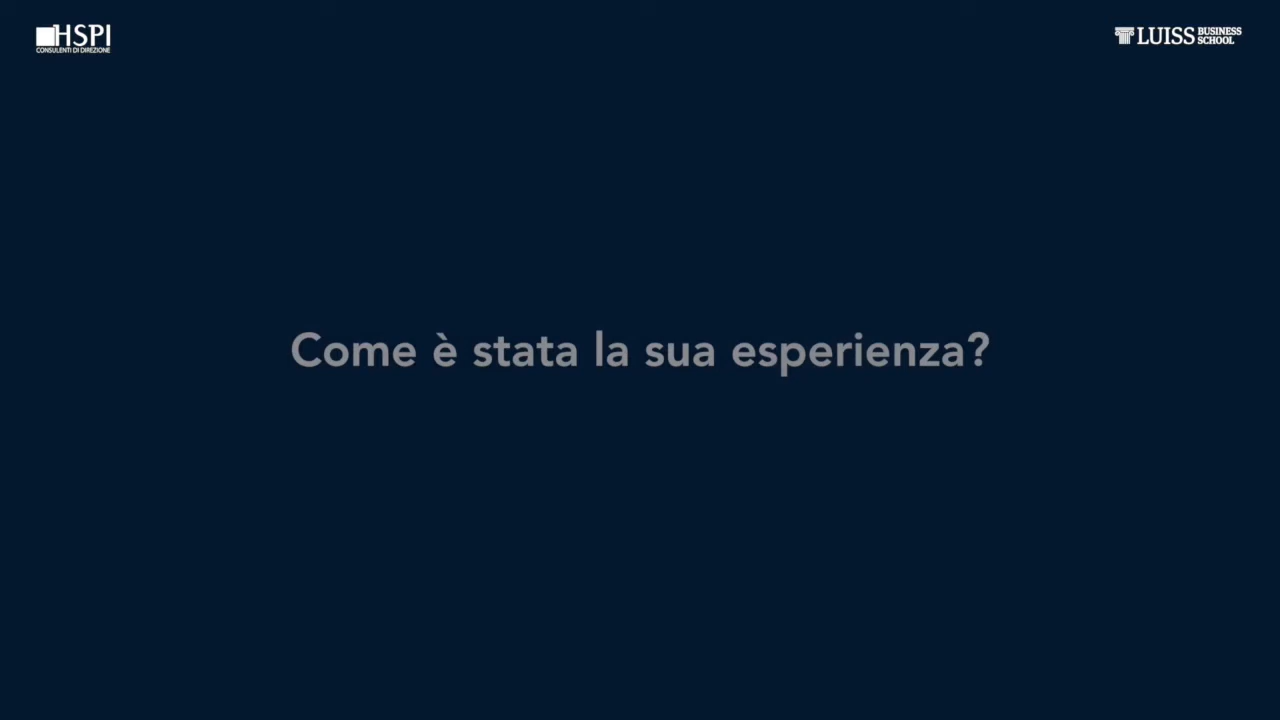 HSPI
CONSULENTI DI DIREZIONE
LUISS BUSINESS SCHOOL
Come è stata la sua esperienza?